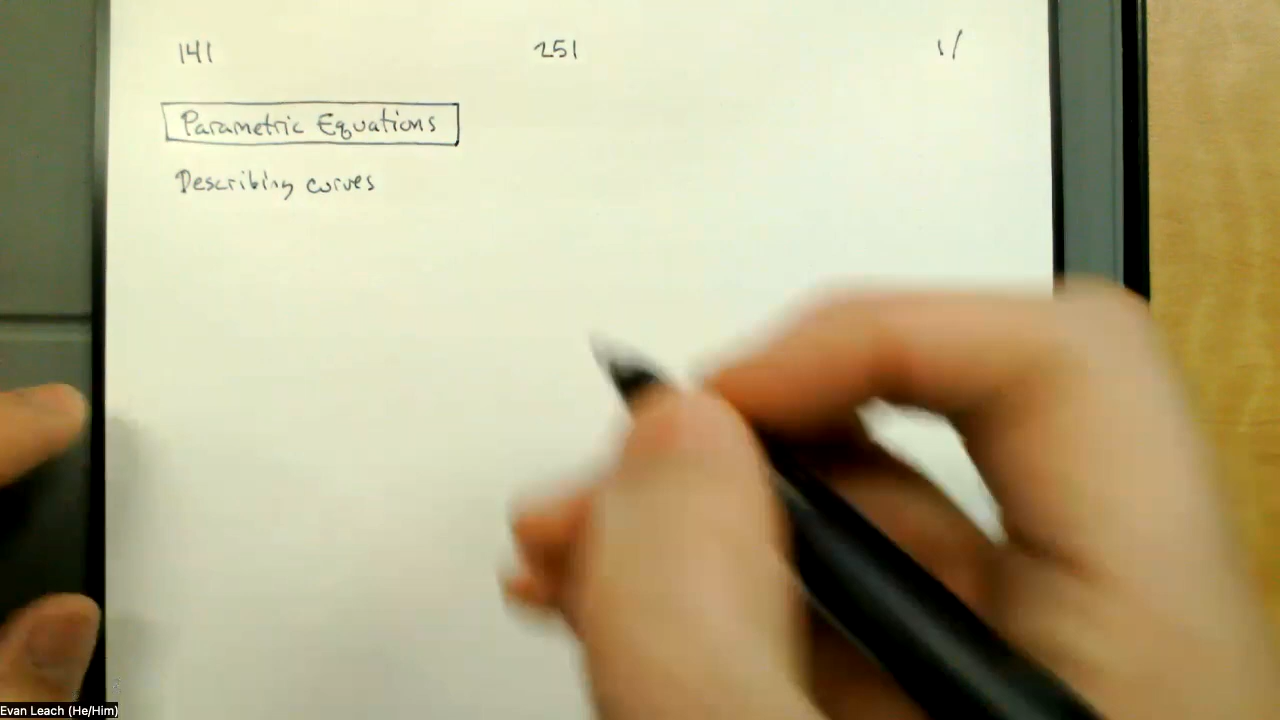 141 251 1/
Parametric Equations
Describing curves
Evan Leach (He/Him)